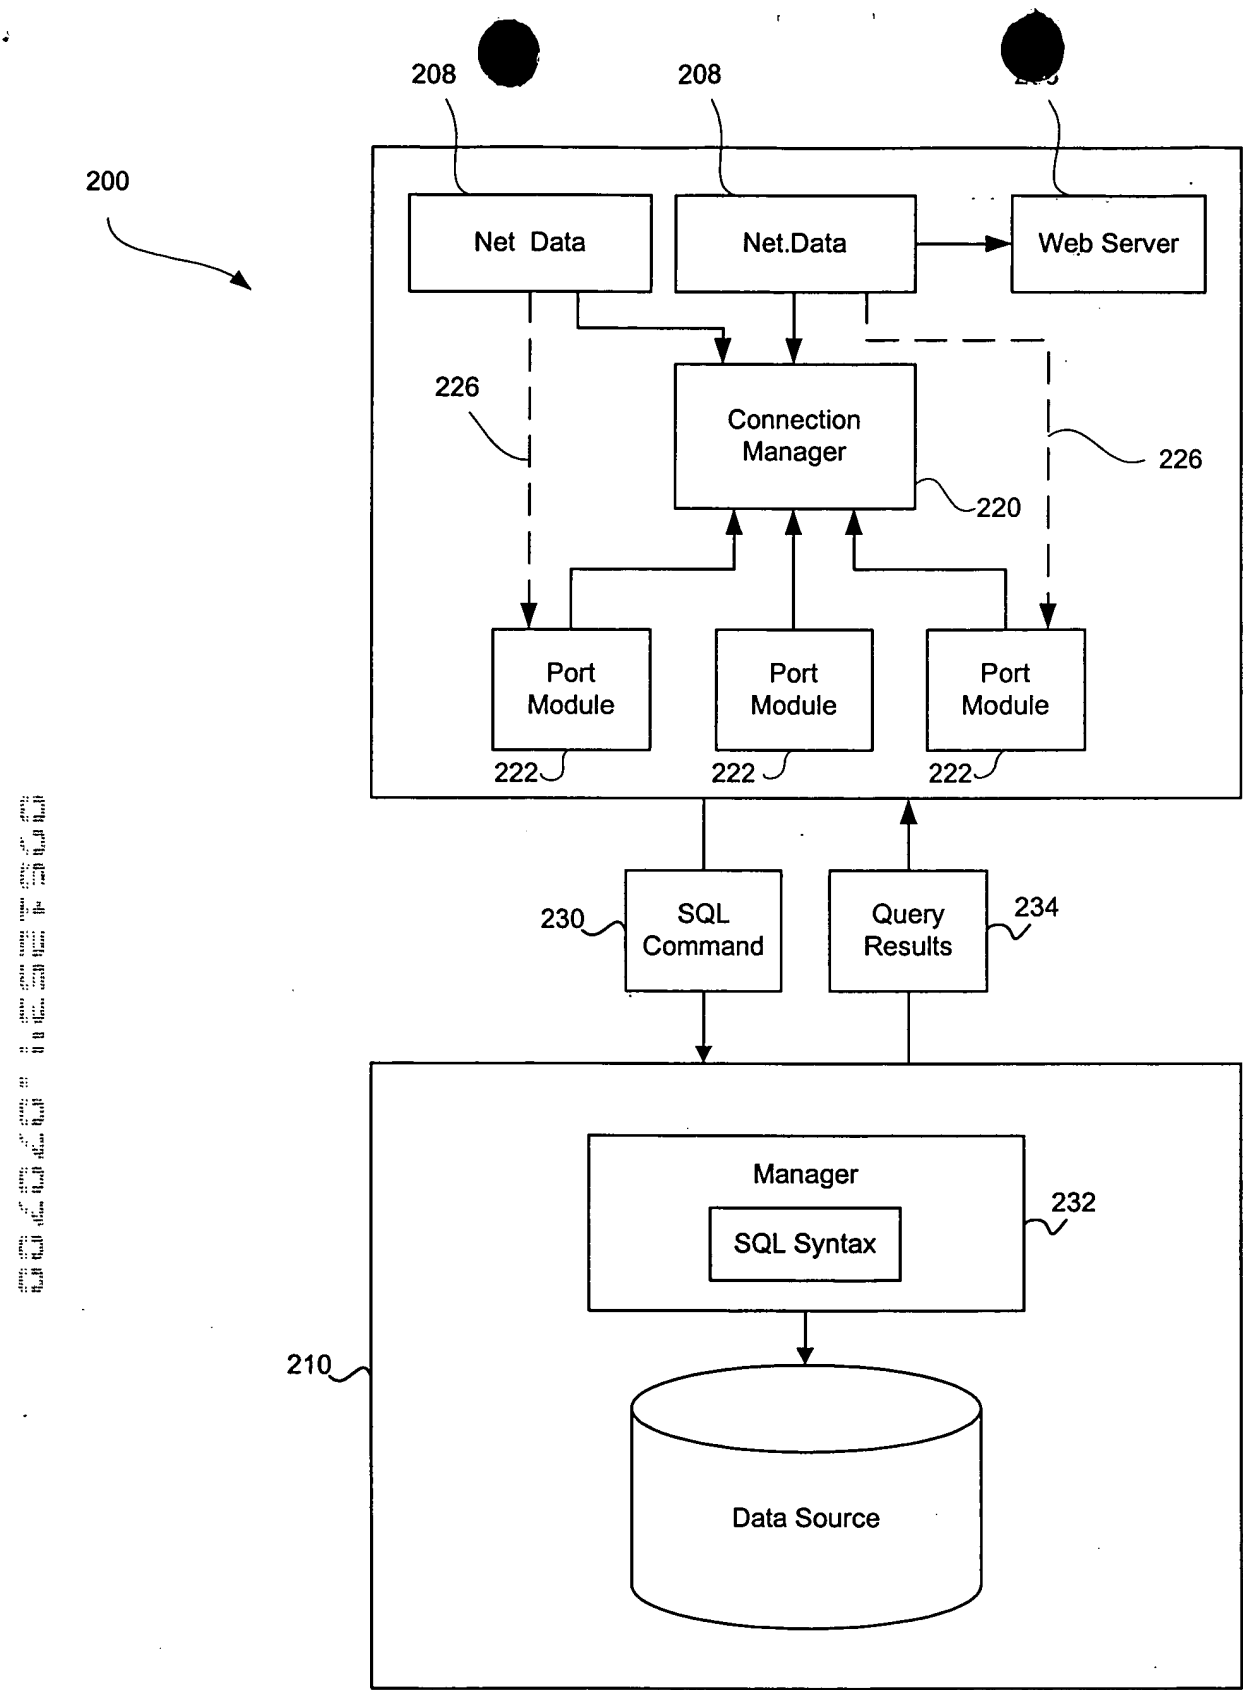 208
208
200
Net Data
Net.Data
Web Server
226
Connection
Manager
226
220
Port
Module
Port
Module
Port
Module
222
222
222
230
SQL
Command
Query
Results
234
Manager
232
SQL Syntax
210
Data Source